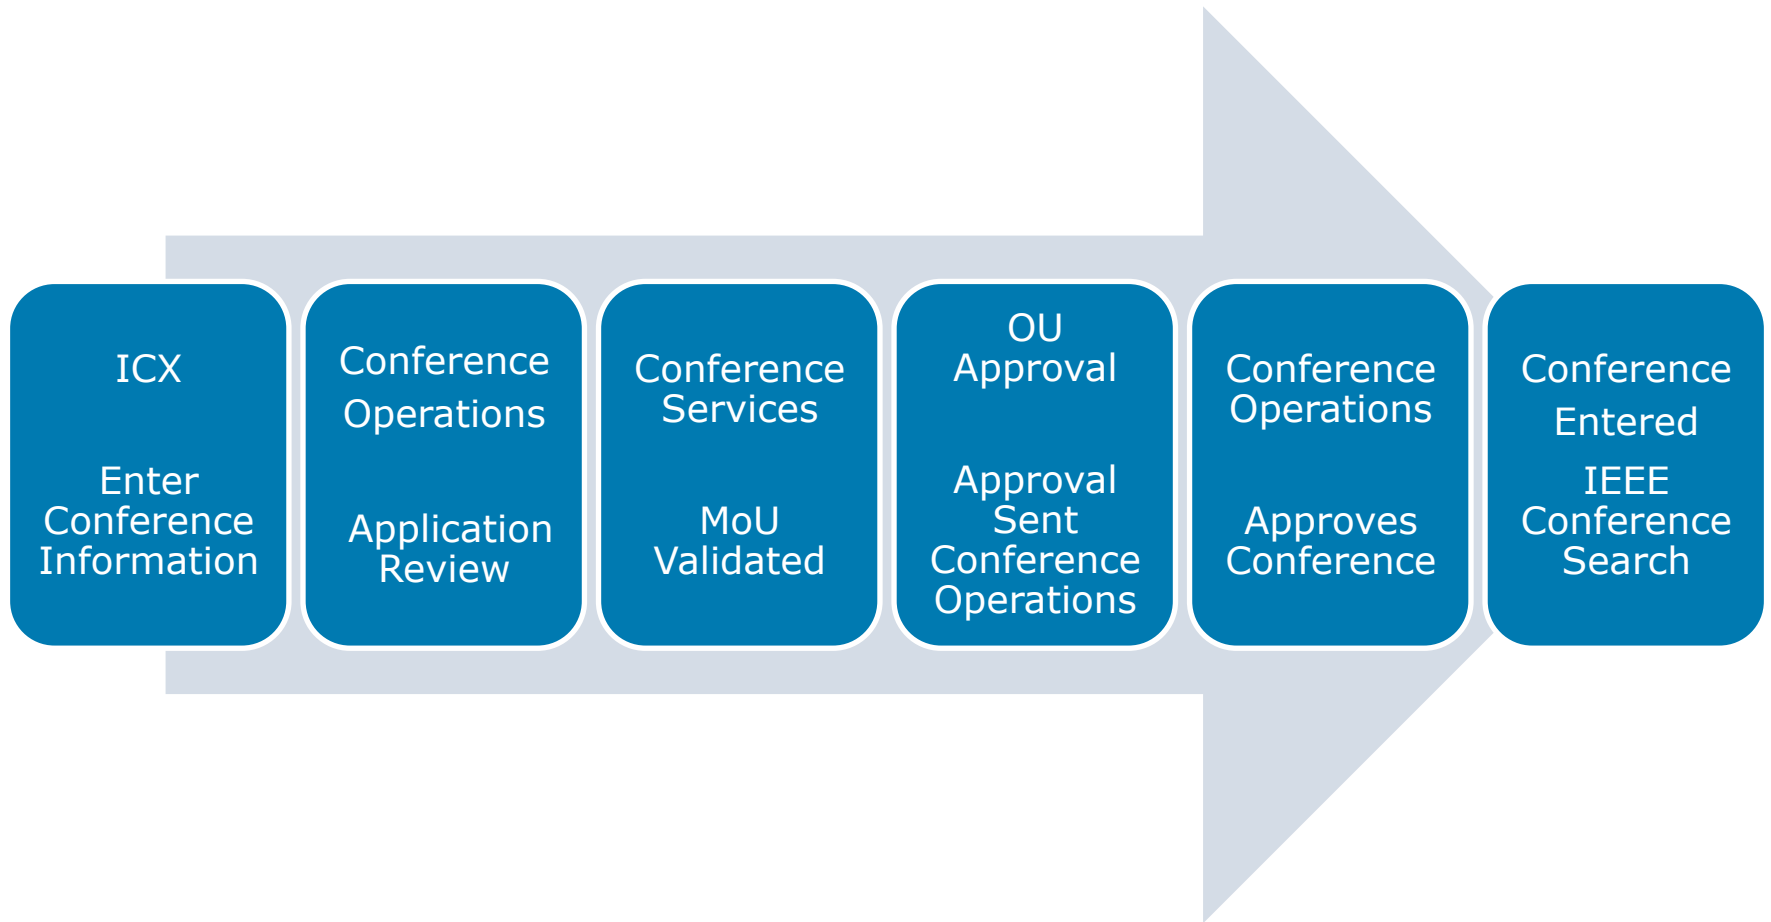 ICX
Enter
Conference
Information
Conference
Operations
Application
Review
Conference
Services
MoU
Validated
OU
Approval
Approval
Sent
Conference
Operations
Conference
Operations
Approves
Conference
Conference
Entered
IEEE
Conference
Search